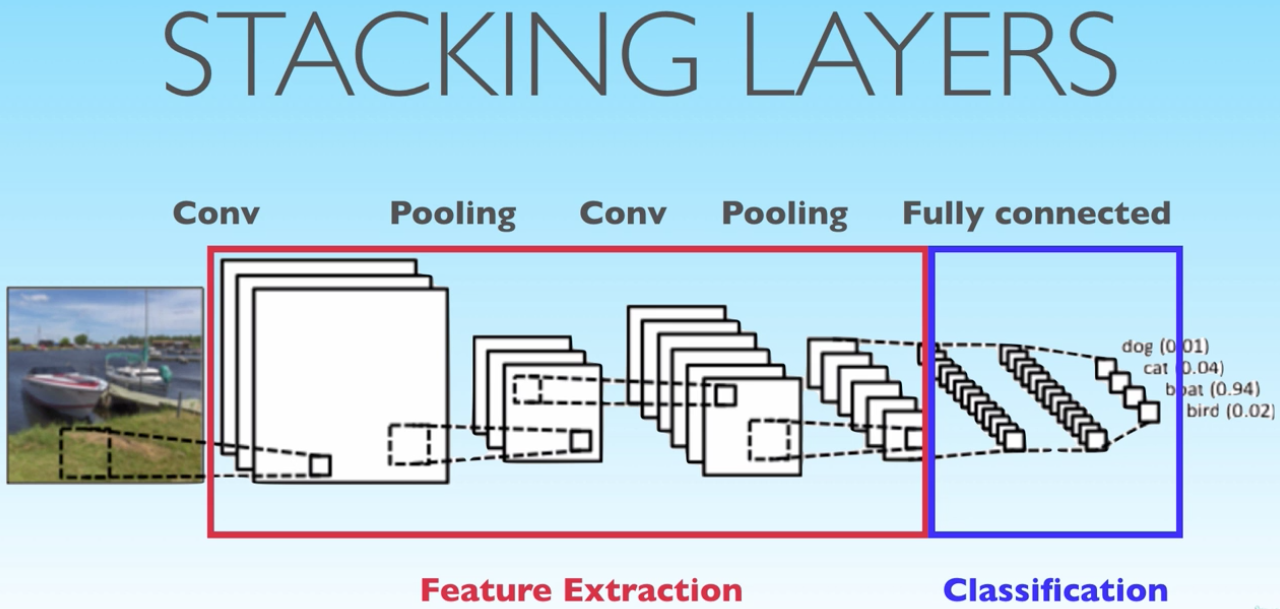 STACKING LAYERS
Conv Pooling Conv Pooling Fully connected
dog (0.01)
cat (0.04)
boat (0.94)
bird (0.02)
Feature Extraction Classification